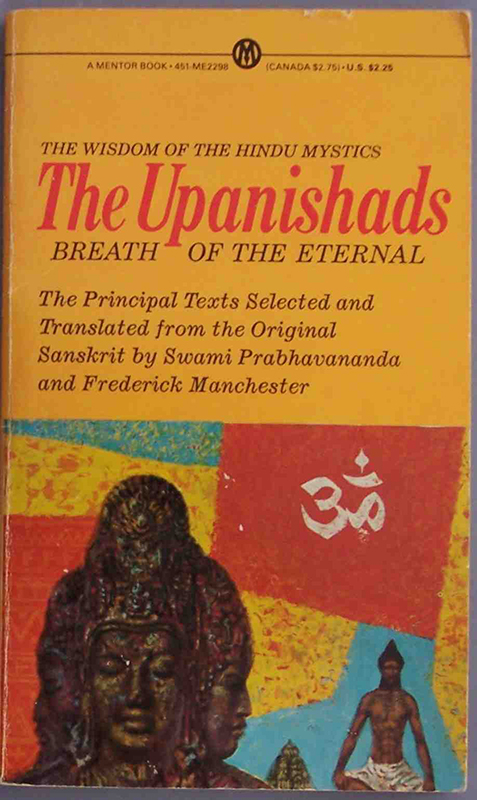 A MENTOR BOOK • 451-ME2298 M (CANADA $2.75) • U.S. $2.25
THE WISDOM OF THE HINDU MYSTICS
The Upanishads
BREATH OF THE ETERNAL
The Principal Texts Selected and
Translated from the Original
Sanskrit by Swami Prabhavananda
and Frederick Manchester
ॐ